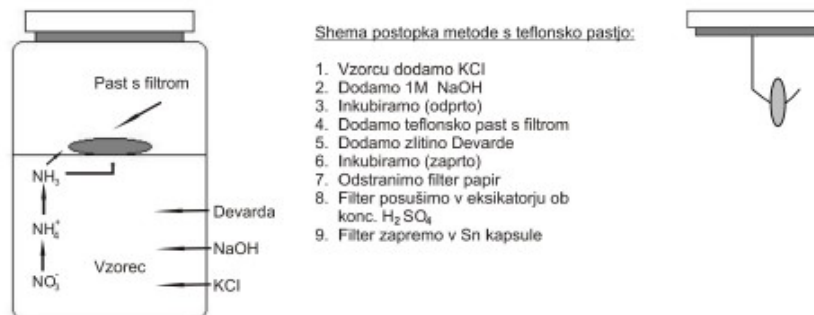 Past s filtrom
NH3
NH4+
NO3-
Vzorec
Devarda
NaOH
KCl
Shema postopka metode s teflonsko pastjo:
1. Vzorcu dodamo KCl
2. Dodamo 1M NaOH
3. Inkubiramo (odprto)
4. Dodamo teflonsko past s filtrom
5. Dodamo zlitino Devarde
6. Inkubiramo (zaprto)
7. Odstranimo filter papir
8. Filter posušimo v eksikatorju ob
konc. H2SO4
9. Filter zapremo v Sn kapsule